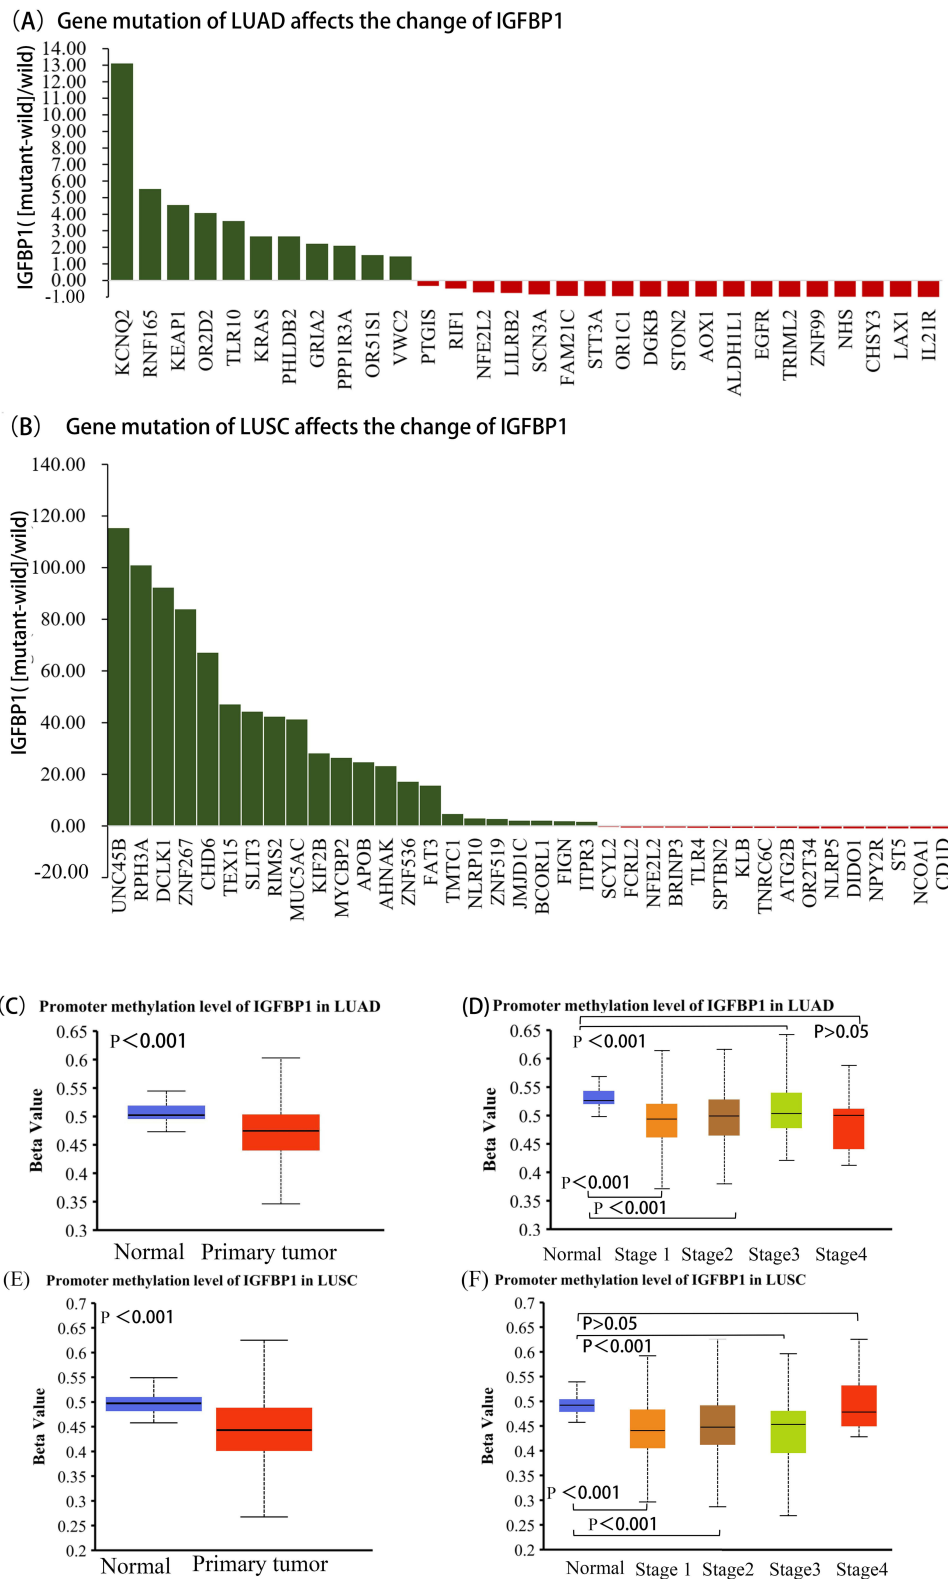 (A) Gene mutation of LUAD affects the change of IGFBP1
IGFBP1( [mutant-wild]/wild)
14.00
13.00
12.00
11.00
10.00
9.00
8.00
7.00
6.00
5.00
4.00
3.00
2.00
1.00
0.00
-1.00
KCNQ2
RNF165
KEAP1
OR2D2
TLR10
KRAS
PHLDB2
GRIA2
PPP1R3A
OR51S1
VWC2
PTGIS
RIF1
NFE2L2
LILRB2
SCN3A
FAM21C
STT3A
OR1C1
DGKB
STON2
AOX1
ALDH1L1
EGFR
TRIML2
ZNF99
NHS
CHSY3
LAX1
IL21R
(B) Gene mutation of LUSC affects the change of IGFBP1
IGFBP1( [mutant-wild]/wild)
140.00
120.00
100.00
80.00
60.00
40.00
20.00
0.00
-20.00
UNC45B
RPH3A
DCLK1
ZNF267
CHD6
TEX15
SLIT3
RIMS2
MUC5AC
KIF2B
MYCBP2
APOB
AHNAK
ZNF536
FAT3
TMTC1
NLRP10
ZNF519
JMJD1C
BCORL1
FIGN
ITPR3
SCYL2
FCRL2
NFE2L2
BRINP3
TLR4
SPTBN2
KLB
TNRC6C
ATG2B
OR2T34
NLRP5
DIDO1
NPY2R
ST5
NCOA1
CD1D
(C) Promoter methylation level of IGFBP1 in LUAD
P<0.001
Beta Value
0.65
0.6
0.55
0.5
0.45
0.4
0.35
0.3
Normal Primary tumor
(D) Promoter methylation level of IGFBP1 in LUAD
P>0.05
P <0.001
Beta Value
0.65
0.6
0.55
0.5
0.45
0.4
0.35
0.3
P<0.001
P <0.001
Normal Stage 1 Stage2 Stage3 Stage4
(E) Promoter methylation level of IGFBP1 in LUSC
P <0.001
Beta Value
0.7
0.65
0.6
0.55
0.5
0.45
0.4
0.35
0.3
0.25
0.2
Normal Primary tumor
(F) Promoter methylation level of IGFBP1 in LUSC
P>0.05
P<0.001
Beta Value
0.7
0.65
0.6
0.55
0.5
0.45
0.4
0.35
0.3
0.25
0.2
P <0.001
P <0.001
Normal Stage 1 Stage2 Stage3 Stage4